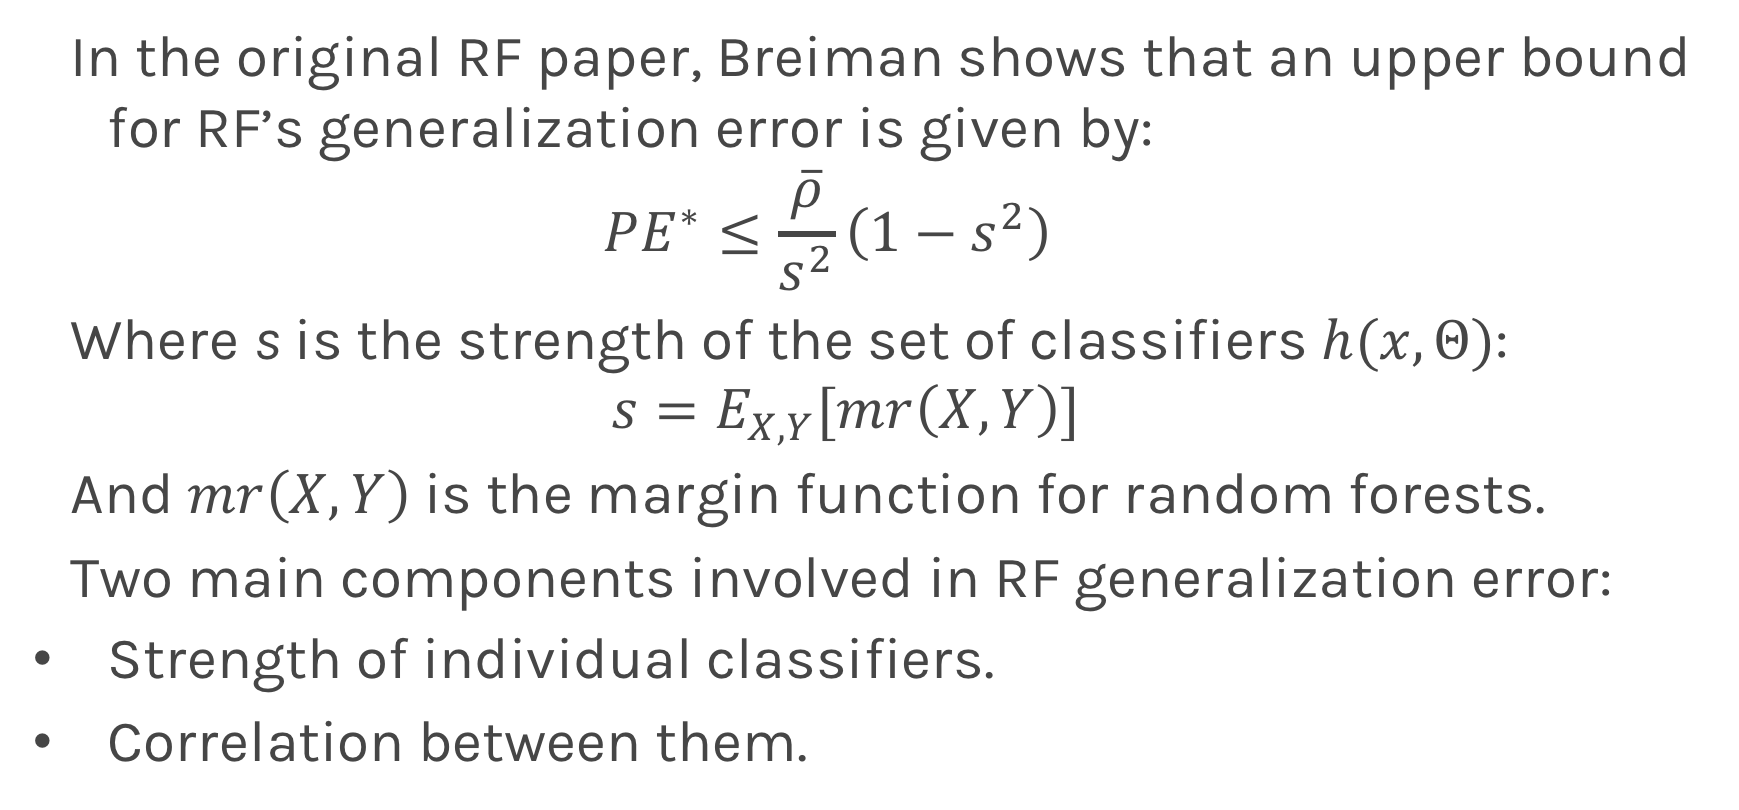 In the original RF paper, Breiman shows that an upper bound
for RF’s generalization error is given by:
PE* ≤ ρ̄/s² (1 − s²)
Where s is the strength of the set of classifiers h(x, Θ):
s = E_{X,Y}[mr(X, Y)]
And mr(X, Y) is the margin function for random forests.
Two main components involved in RF generalization error:
• Strength of individual classifiers.
• Correlation between them.